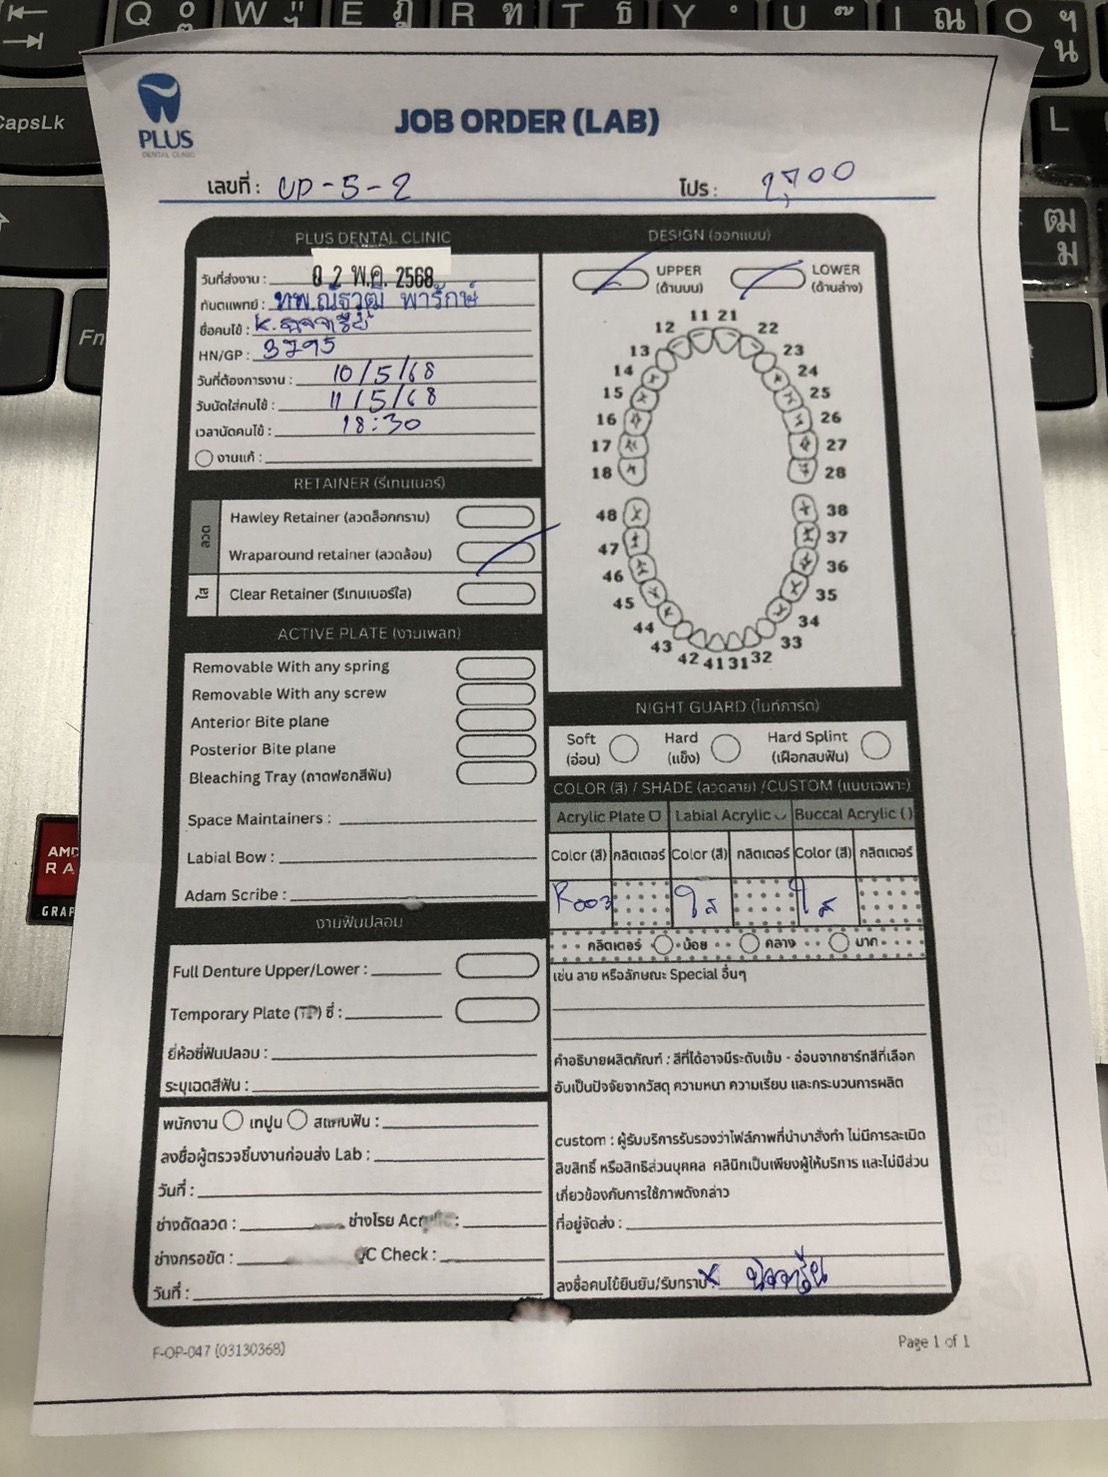 PLUS
DENTAL CLINIC
JOB ORDER (LAB)
เลขที่ : UD-5-2
โปร : 2,700
PLUS DENTAL CLINIC
วันที่ส่งงาน : 0 2 พ.ค. 2568
ทันตแพทย์ : ทพ.ณัฐวุฒิ พารักษ์
ชื่อคนไข้ : K.
HN/GP : 3795
วันที่ต้องการงาน : 10/5/68
วันนัดใส่คนไข้ : 11/5/68
เวลานัดคนไข้ : 18:30
งานแก้ :
RETAINER (รีเทนเนอร์)
ลวด
Hawley Retainer (ลวดล็อกกราม)
Wraparound retainer (ลวดล้อม)
ใส
Clear Retainer (รีเทนเนอร์ใส)
ACTIVE PLATE (งานเพลท)
Removable With any spring
Removable With any screw
Anterior Bite plane
Posterior Bite plane
Bleaching Tray (ถาดฟอกสีฟัน)
Space Maintainers :
Labial Bow :
Adam Scribe :
งานฟันปลอม
Full Denture Upper/Lower :
Temporary Plate (TP) ซี่ :
ยี่ห้อซี่ฟันปลอม :
ระบุเฉดสีฟัน :
พนักงาน เทปูน สแกนฟัน :
ลงชื่อผู้ตรวจชิ้นงานก่อนส่ง Lab :
วันที่ :
ช่างดัดลวด : ช่างโรย Acrylic :
ช่างกรอขัด : QC Check :
วันที่ :
DESIGN (ออกแบบ)
UPPER (ด้านบน) LOWER (ด้านล่าง)
11 21
12 22
13 23
14 24
15 25
16 26
17 27
18 28
48 38
47 37
46 36
45 35
44 34
43 33
42 41 31 32
NIGHT GUARD (ไนท์การ์ด)
Soft (อ่อน) Hard (แข็ง) Hard Splint (เฝือกสบฟัน)
COLOR (สี) / SHADE (ลวดลาย) /CUSTOM (แบบเฉพาะ)
Acrylic Plate Labial Acrylic Buccal Acrylic ( )
Color (สี) กลิตเตอร์ Color (สี) กลิตเตอร์ Color (สี) กลิตเตอร์
R003 ใส ใส
กลิตเตอร์ น้อย กลาง มาก
เช่น ลาย หรือลักษณะ Special อื่นๆ
คำอธิบายผลิตภัณฑ์ : สีที่ได้อาจมีระดับเข้ม - อ่อนจากชาร์ทสีที่เลือก
อันเป็นปัจจัยจากวัสดุ ความหนา ความเรียบ และกระบวนการผลิต
custom : ผู้รับบริการรับรองว่าไฟล์ภาพที่นำมาสั่งทำ ไม่มีการละเมิด
ลิขสิทธิ์ หรือสิทธิส่วนบุคคล คลินิกเป็นเพียงผู้ให้บริการ และไม่มีส่วน
เกี่ยวข้องกับการใช้ภาพดังกล่าว
ที่อยู่จัดส่ง :
ลงชื่อคนไข้ยืนยัน/รับทราบ :
F-OP-047 (03130368)
Page 1 of 1
CapsLk
Fn
AMD
RA
GRAP